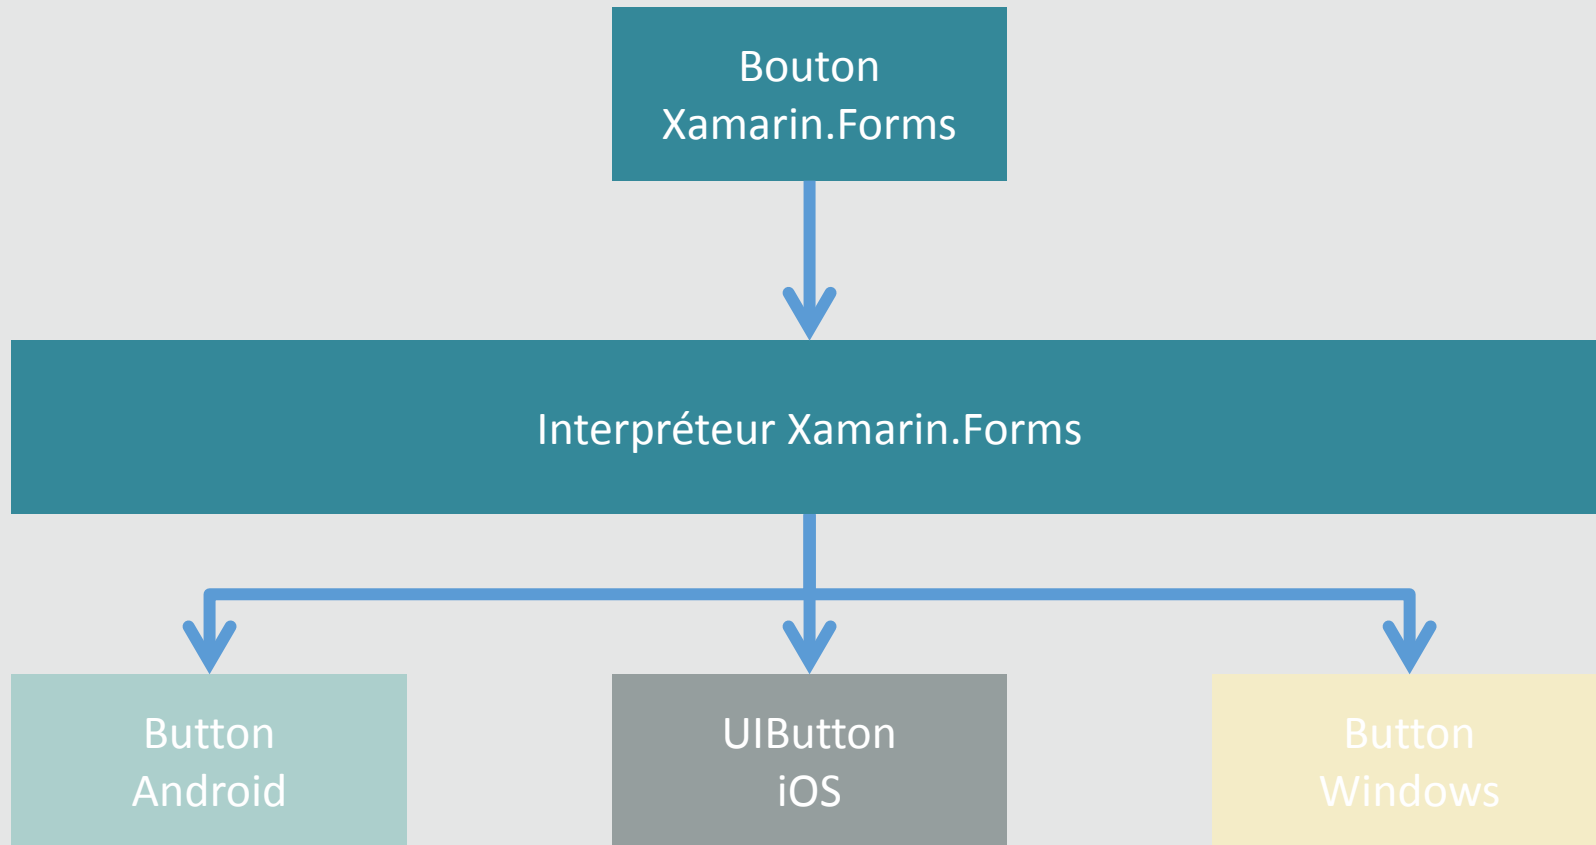 Bouton
Xamarin.Forms
Interpréteur Xamarin.Forms
Button
Android
UIButton
iOS
Button
Windows